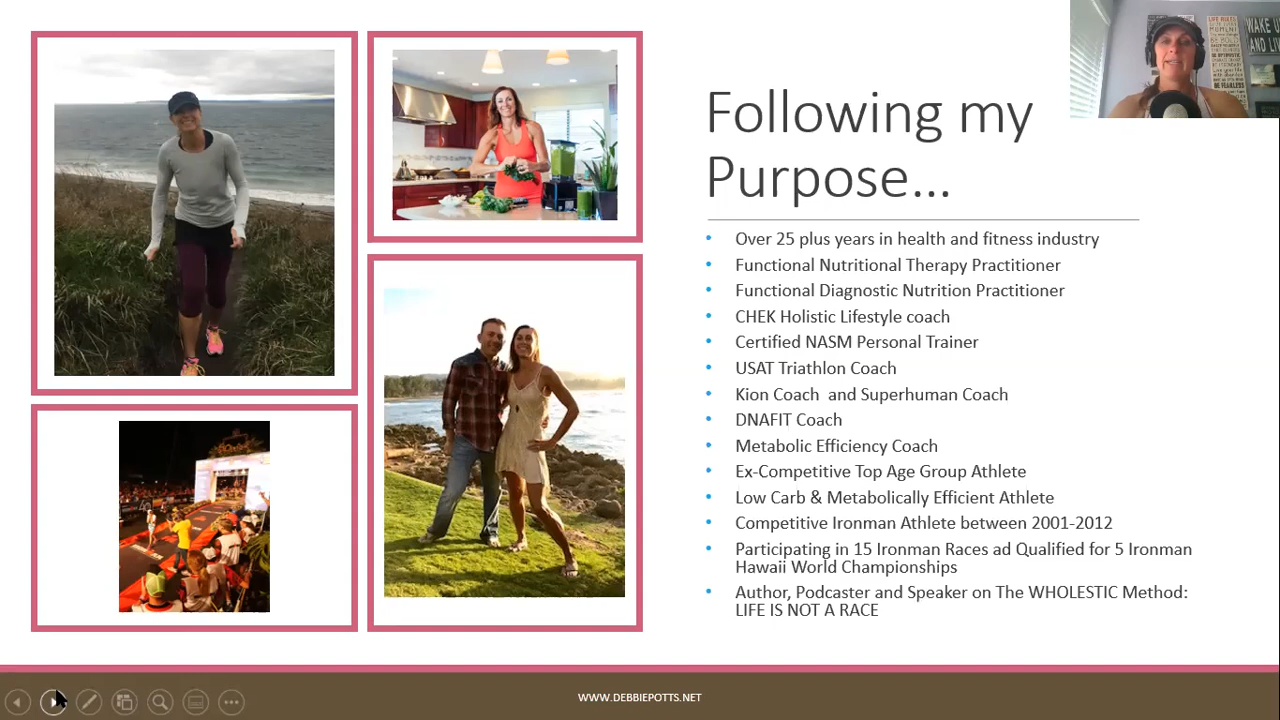 Following my
Purpose...
Over 25 plus years in health and fitness industry
Functional Nutritional Therapy Practitioner
Functional Diagnostic Nutrition Practitioner
CHEK Holistic Lifestyle coach
Certified NASM Personal Trainer
USAT Triathlon Coach
Kion Coach  and Superhuman Coach
DNAFIT Coach
Metabolic Efficiency Coach
Ex-Competitive Top Age Group Athlete
Low Carb & Metabolically Efficient Athlete
Competitive Ironman Athlete between 2001-2012
Participating in 15 Ironman Races ad Qualified for 5 Ironman
Hawaii World Championships
Author, Podcaster and Speaker on The WHOLESTIC Method:
LIFE IS NOT A RACE
WAKE U
AND LIV
WWW.DEBBIEPOTTS.NET